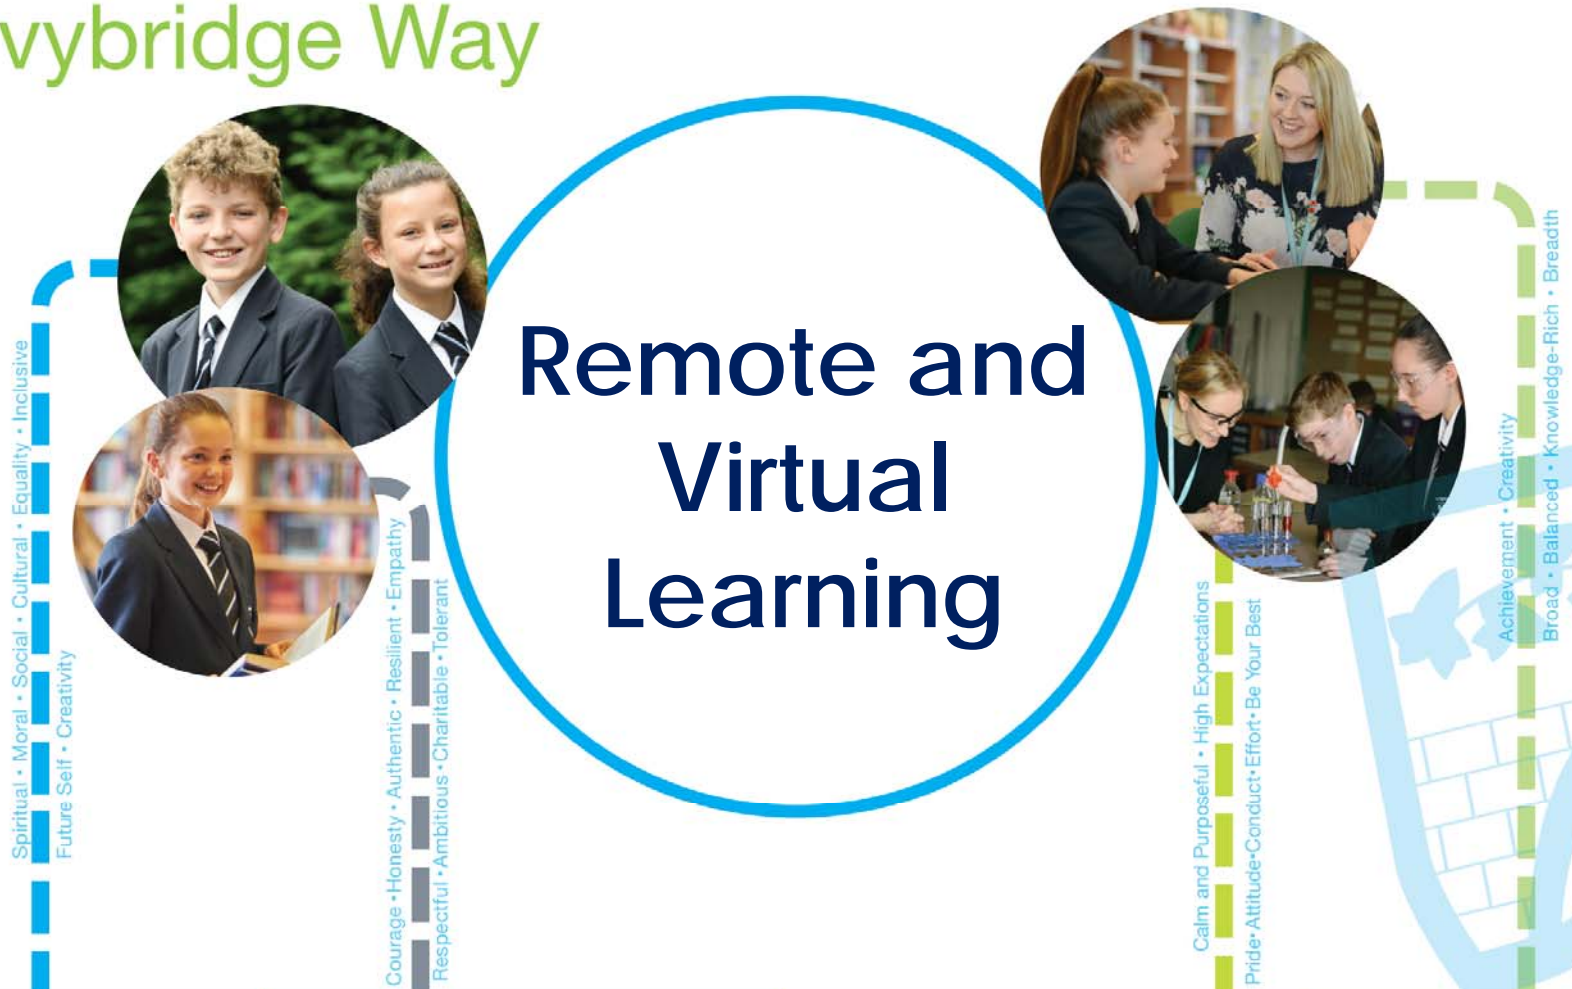 vybridge Way
Remote and
Virtual
Learning
Spiritual • Moral • Social • Cultural • Equality • Inclusive
Future Self • Creativity
Courage • Honesty • Authentic • Resilient • Empathy
Respectful • Ambitious • Charitable • Tolerant
Calm and Purposeful • High Expectations
Pride • Attitude • Conduct • Effort • Be Your Best
Achievement • Creativity
Broad • Balanced • Knowledge-Rich • Breadth